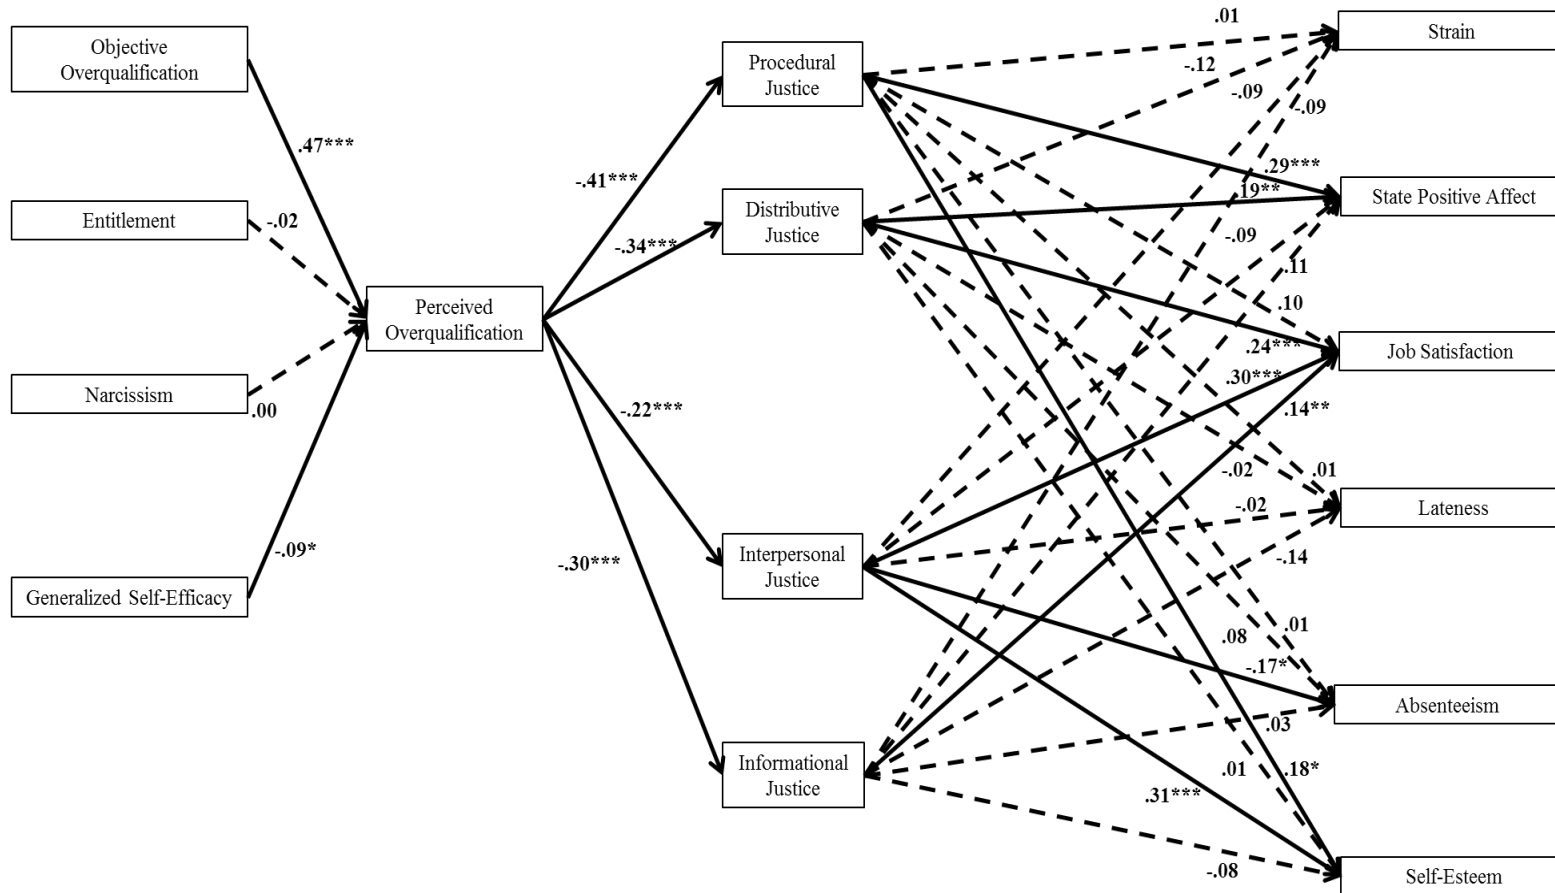 Objective
Overqualification
Entitlement
Narcissism
Generalized Self-Efficacy
.47***
-.02
.00
-.09*
Perceived
Overqualification
-.41***
-.34***
-.22***
-.30***
Procedural
Justice
Distributive
Justice
Interpersonal
Justice
Informational
Justice
.01
-.12
-.09
-.09
.29***
.19**
-.09
.11
.10
.24***
.30***
.14**
-.02
.01
-.02
-.14
.08
.01
-.17*
.03
.01
.18*
.31***
-.08
Strain
State Positive Affect
Job Satisfaction
Lateness
Absenteeism
Self-Esteem